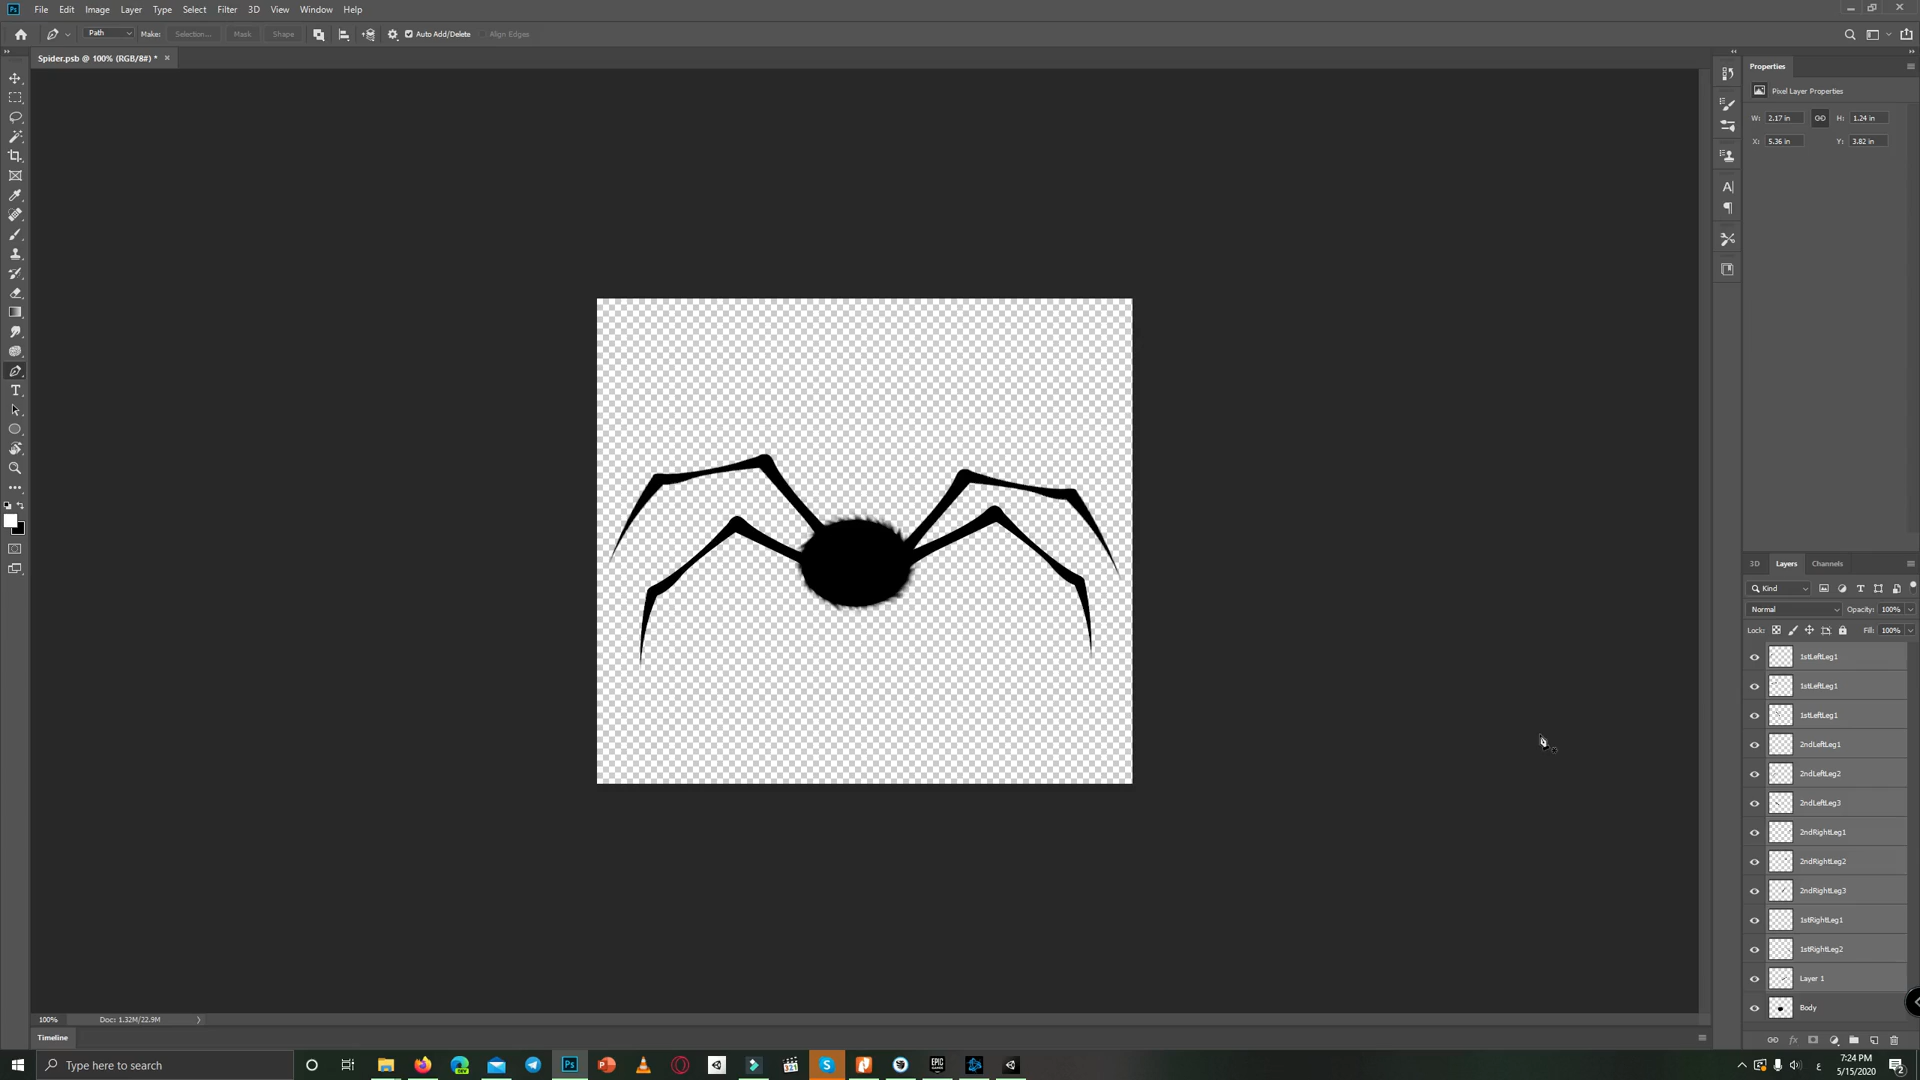 Ps File Edit Image Layer Type Select Filter 3D View Window Help
Path Make: Selection... Mask Shape Auto Add/Delete Align Edges
Spider.psb @ 100% (RGB/8#) *
Properties
Pixel Layer Properties
W: 2.17 in H: 1.24 in
X: 5.36 in Y: 3.82 in
3D Layers Channels
Kind
Normal Opacity: 100%
Lock: Fill: 100%
1stLeftLeg1
1stLeftLeg1
1stLeftLeg1
2ndLeftLeg1
2ndLeftLeg2
2ndLeftLeg3
2ndRightLeg1
2ndRightLeg2
2ndRightLeg3
1stRightLeg1
1stRightLeg2
Layer 1
Body
100% Doc: 1.32M/22.9M
Timeline
Type here to search
7:24 PM
5/15/2020
ع
2